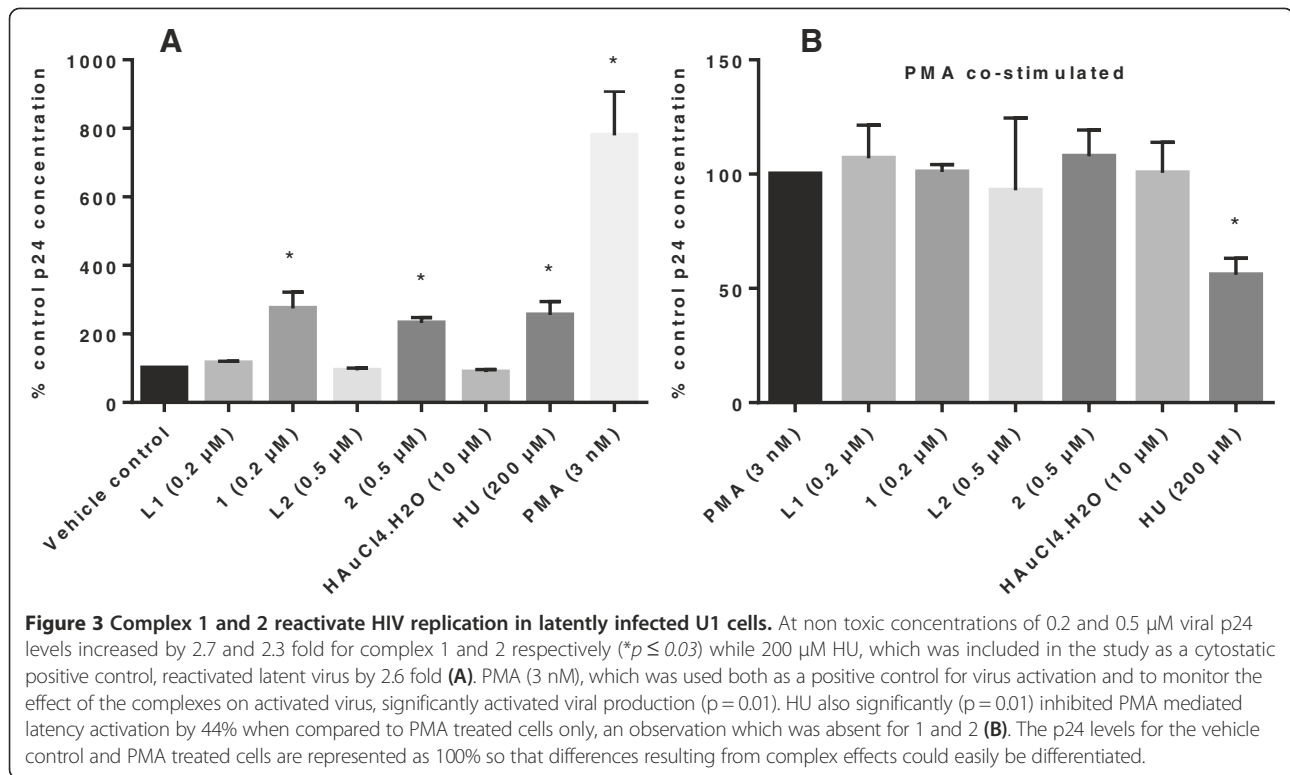 A
% control p24 concentration
1000
800
600
400
200
0
*
*
*
*
Vehicle control
L1 (0.2 µM)
1 (0.2 µM)
L2 (0.5 µM)
2 (0.5 µM)
HAuCl4.H2O (10 µM)
HU (200 µM)
PMA (3 nM)
B
PMA co-stimulated
% control p24 concentration
150
100
50
0
*
PMA (3 nM)
L1 (0.2 µM)
1 (0.2 µM)
L2 (0.5 µM)
2 (0.5 µM)
HAuCl4.H2O (10 µM)
HU (200 µM)
Figure 3 Complex 1 and 2 reactivate HIV replication in latently infected U1 cells. At non toxic concentrations of 0.2 and 0.5 µM viral p24
levels increased by 2.7 and 2.3 fold for complex 1 and 2 respectively (*p ≤ 0.03) while 200 µM HU, which was included in the study as a cytostatic
positive control, reactivated latent virus by 2.6 fold (A). PMA (3 nM), which was used both as a positive control for virus activation and to monitor the
effect of the complexes on activated virus, significantly activated viral production (p = 0.01). HU also significantly (p = 0.01) inhibited PMA mediated
latency activation by 44% when compared to PMA treated cells only, an observation which was absent for 1 and 2 (B). The p24 levels for the vehicle
control and PMA treated cells are represented as 100% so that differences resulting from complex effects could easily be differentiated.